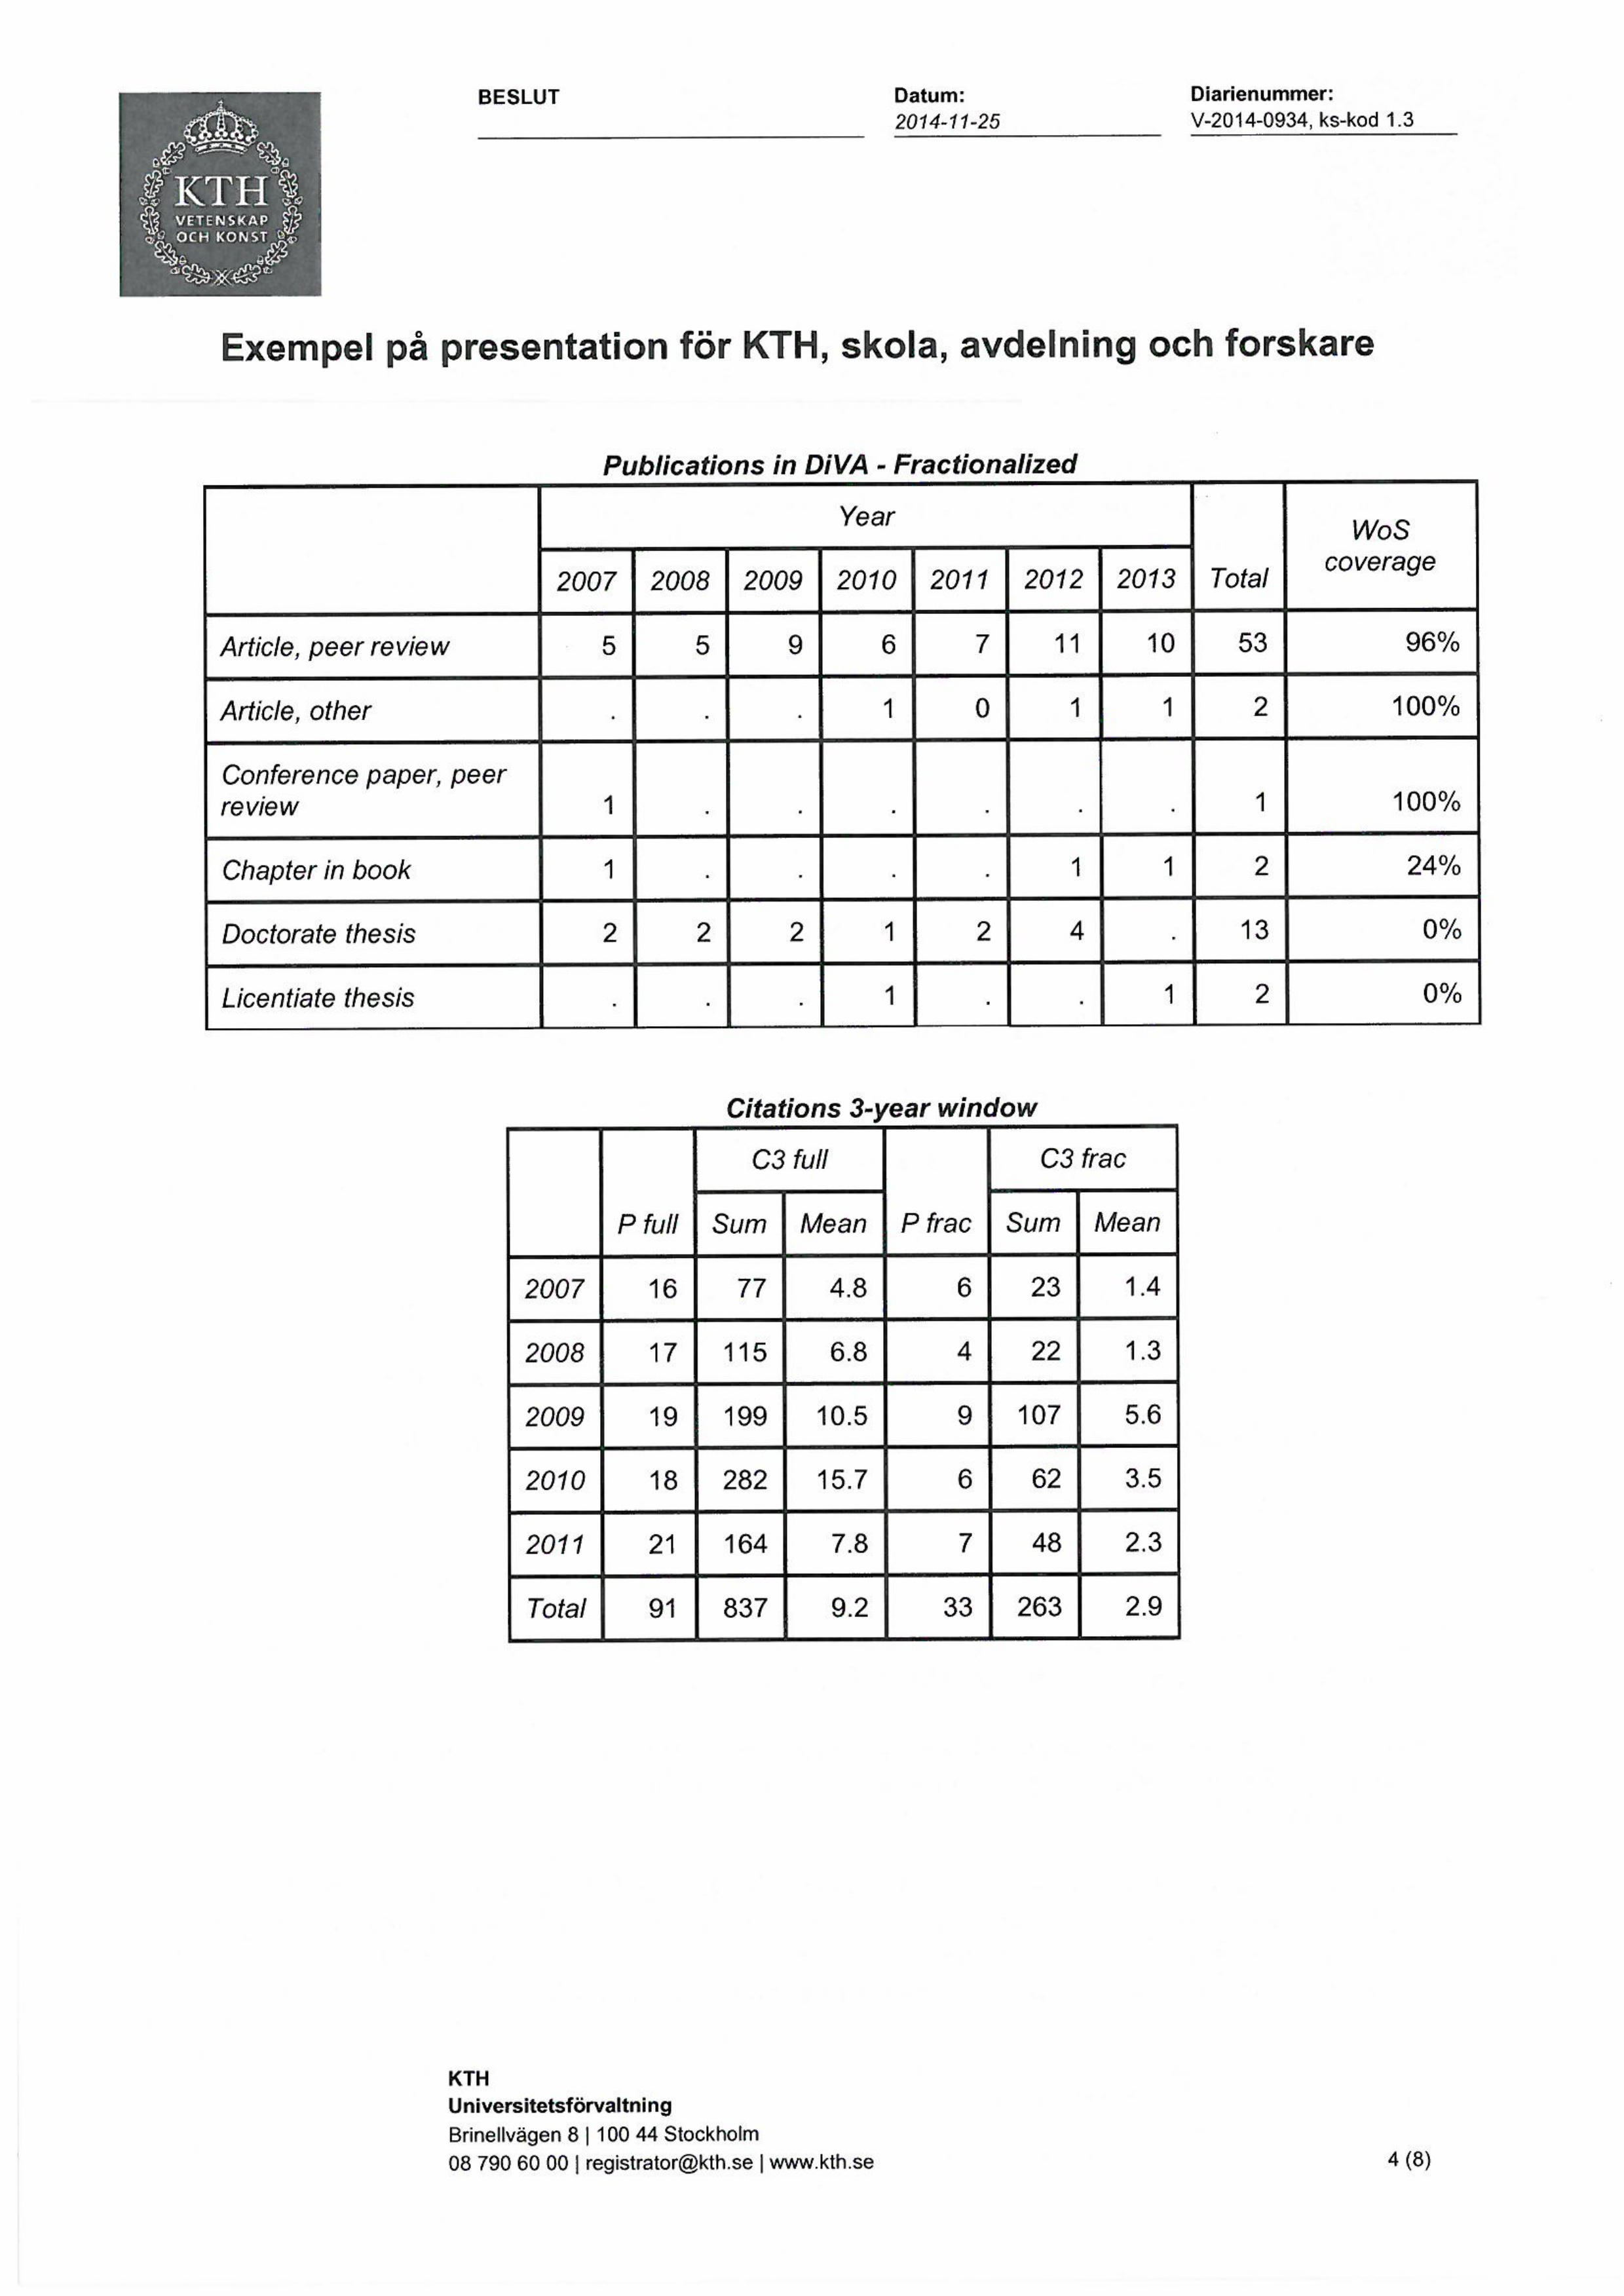 BESLUT
Datum:
2014-11-25
Diarienummer:
V-2014-0934, ks-kod 1.3
KTH
VETENSKAP
OCH KONST
Exempel på presentation för KTH, skola, avdelning och forskare
Publications in DiVA - Fractionalized
Year Total WoS coverage
2007 2008 2009 2010 2011 2012 2013
Article, peer review 5 5 9 6 7 11 10 53 96%
Article, other . . . 1 0 1 1 2 100%
Conference paper, peer
review 1 . . . . . . 1 100%
Chapter in book 1 . . . . 1 1 2 24%
Doctorate thesis 2 2 2 1 2 4 . 13 0%
Licentiate thesis . . . 1 . . 1 2 0%
Citations 3-year window
C3 full C3 frac
P full Sum Mean P frac Sum Mean
2007 16 77 4.8 6 23 1.4
2008 17 115 6.8 4 22 1.3
2009 19 199 10.5 9 107 5.6
2010 18 282 15.7 6 62 3.5
2011 21 164 7.8 7 48 2.3
Total 91 837 9.2 33 263 2.9
KTH
Universitetsförvaltning
Brinellvägen 8 | 100 44 Stockholm
08 790 60 00 | registrator@kth.se | www.kth.se
4 (8)